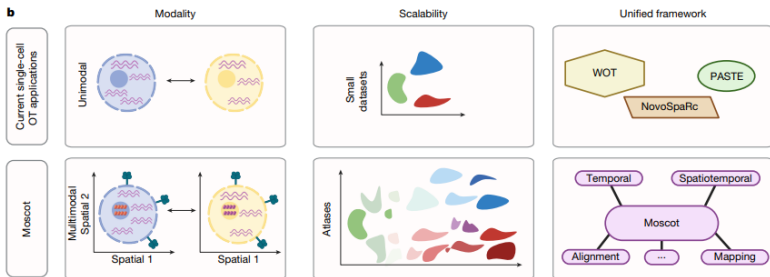 b
Modality
Scalability
Unified framework
Current single-cell
OT applications
Unimodal
Small
datasets
WOT
PASTE
NovoSpaRc
Moscot
Multimodal
Spatial 2
Spatial 1
Spatial 1
Atlases
Temporal
Spatiotemporal
Moscot
Alignment
...
Mapping